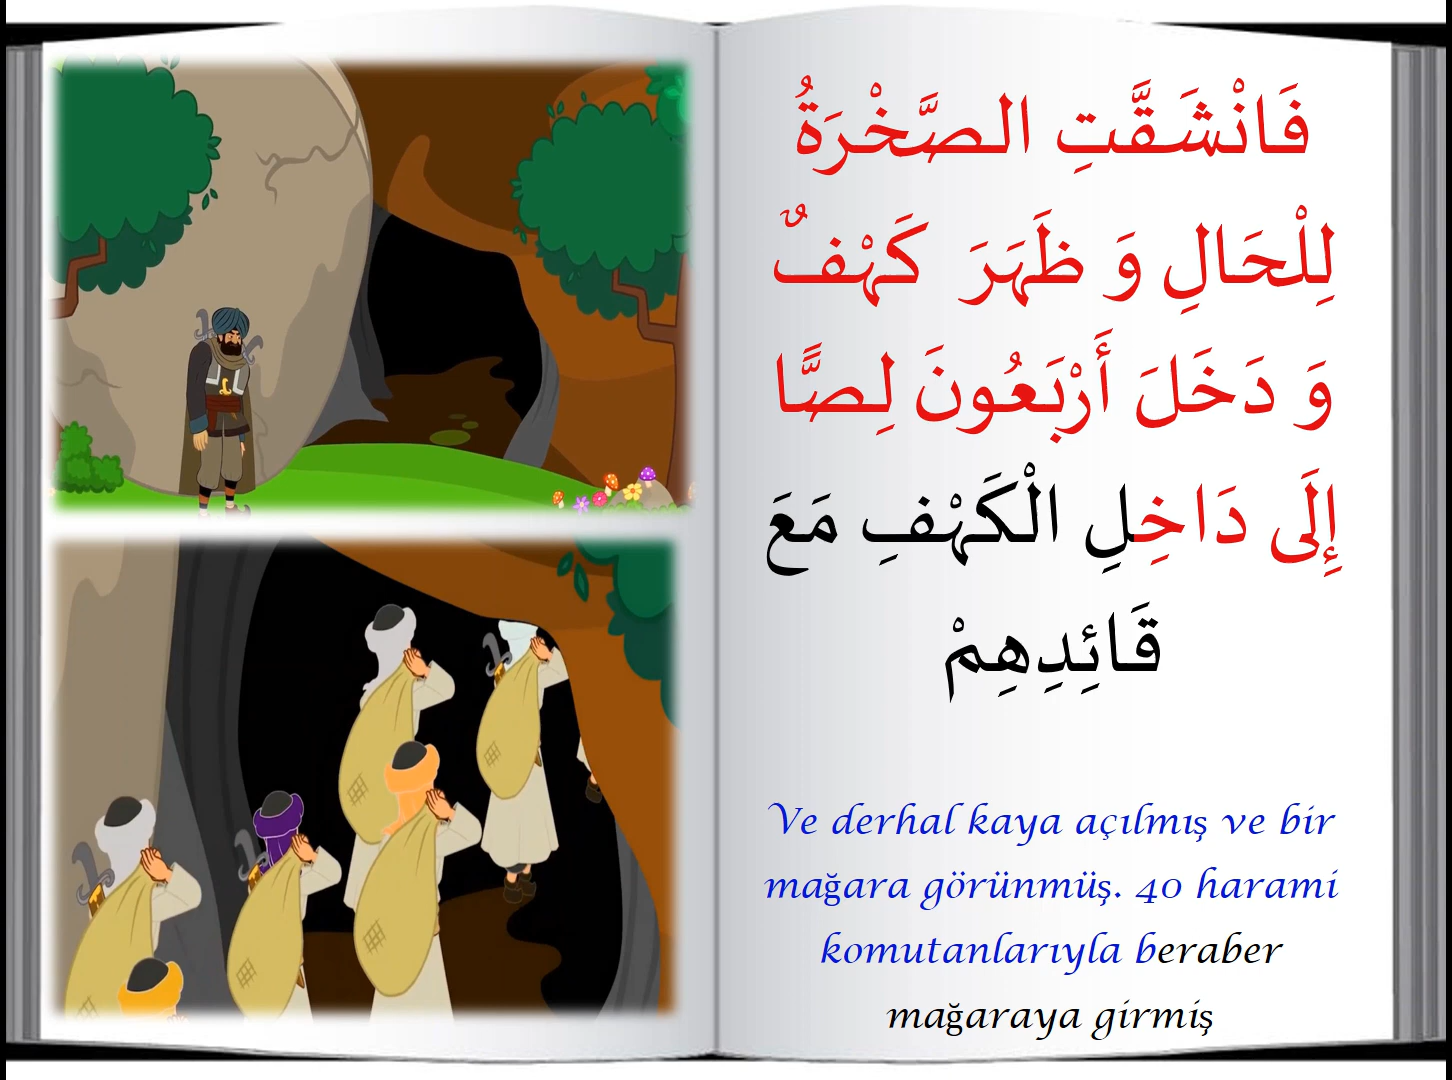 فَانْشَقَّتِ الصَّخْرَةُ
لِلْحَالِ وَ ظَهَرَ كَهْفٌ
وَ دَخَلَ أَرْبَعُونَ لِصًّا
إِلَى دَاخِلِ الْكَهْفِ مَعَ
قَائِدِهِمْ
Ve derhal kaya açılmış ve bir
mağara görünmüş. 40 harami
komutanlarıyla beraber
mağaraya girmiş